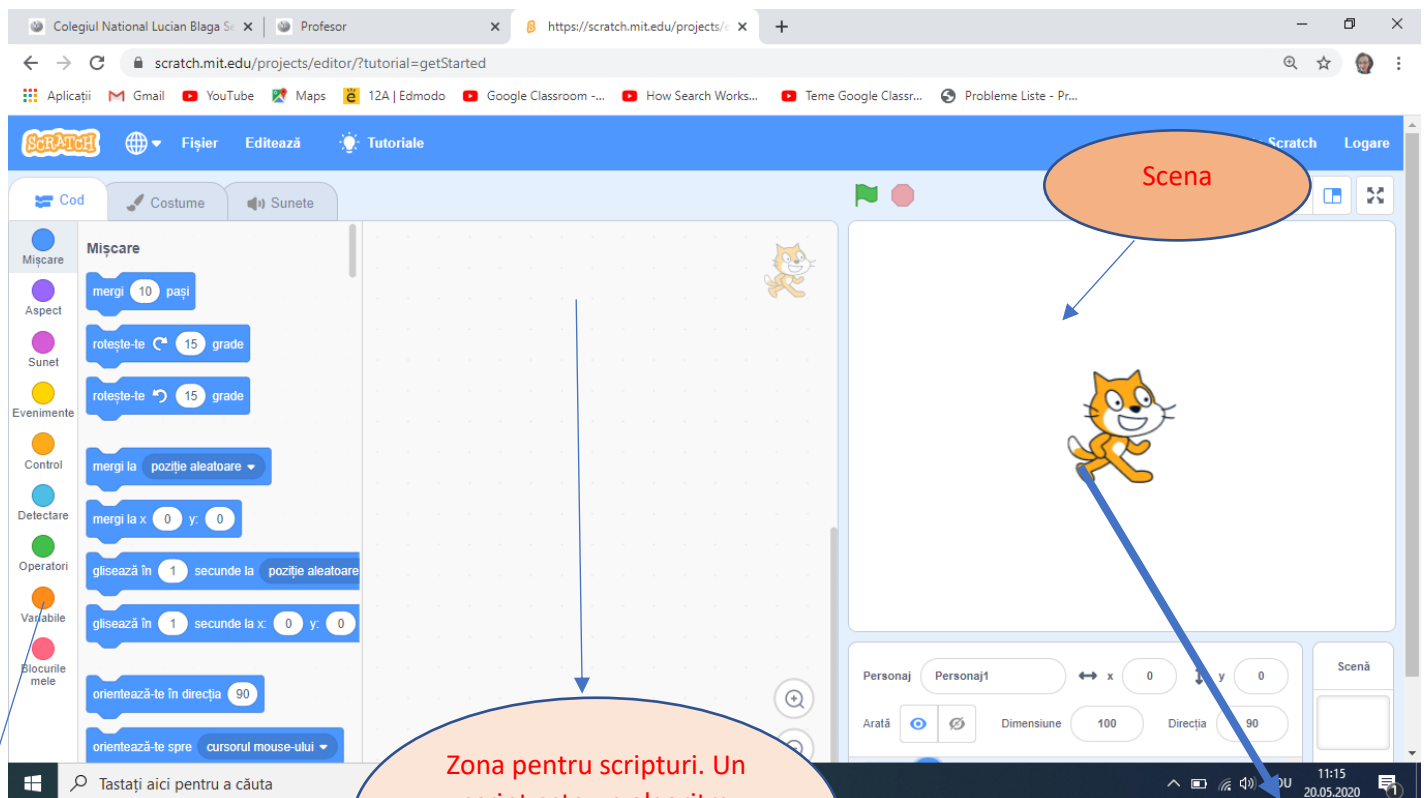 Colegiul National Lucian Blaga Se
Profesor
https://scratch.mit.edu/projects/e
scratch.mit.edu/projects/editor/?tutorial=getStarted
Aplicații Gmail YouTube Maps 12A | Edmodo Google Classroom -... How Search Works... Teme Google Classr... Probleme Liste - Pr...
SCRATCH Fișier Editează Tutoriale Scratch Logare
Scena
Cod Costume Sunete
Mișcare
Aspect
Sunet
Evenimente
Control
Detectare
Operatori
Variabile
Blocurile
mele
Mișcare
mergi 10 pași
rotește-te 15 grade
rotește-te 15 grade
mergi la poziție aleatoare
mergi la x 0 y: 0
glisează în 1 secunde la poziție aleatoare
glisează în 1 secunde la x: 0 y: 0
orientează-te în direcția 90
orientează-te spre cursorul mouse-ului
Personaj Personaj1 x 0 y 0
Arată Dimensiune 100 Direcția 90
Scenă
Zona pentru scripturi. Un
Tastați aici pentru a căuta
11:15
20.05.2020